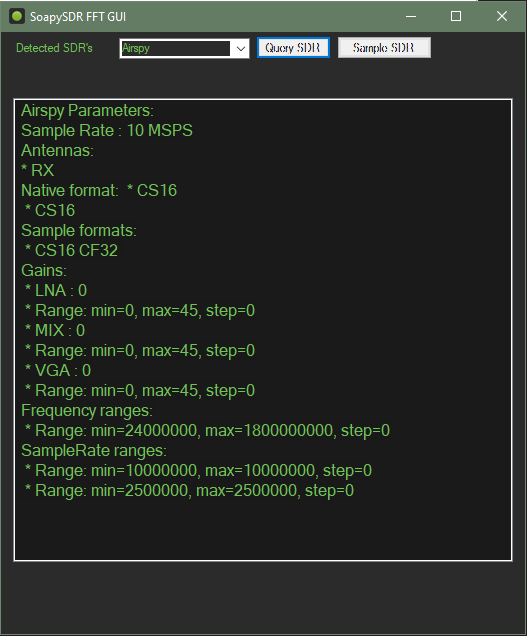 SoapySDR FFT GUI
Detected SDR's Airspy Query SDR Sample SDR
Airspy Parameters:
Sample Rate : 10 MSPS
Antennas:
* RX
Native format:  * CS16
* CS16
Sample formats:
* CS16 CF32
Gains:
* LNA : 0
* Range: min=0, max=45, step=0
* MIX : 0
* Range: min=0, max=45, step=0
* VGA : 0
* Range: min=0, max=45, step=0
Frequency ranges:
* Range: min=24000000, max=1800000000, step=0
SampleRate ranges:
* Range: min=10000000, max=10000000, step=0
* Range: min=2500000, max=2500000, step=0